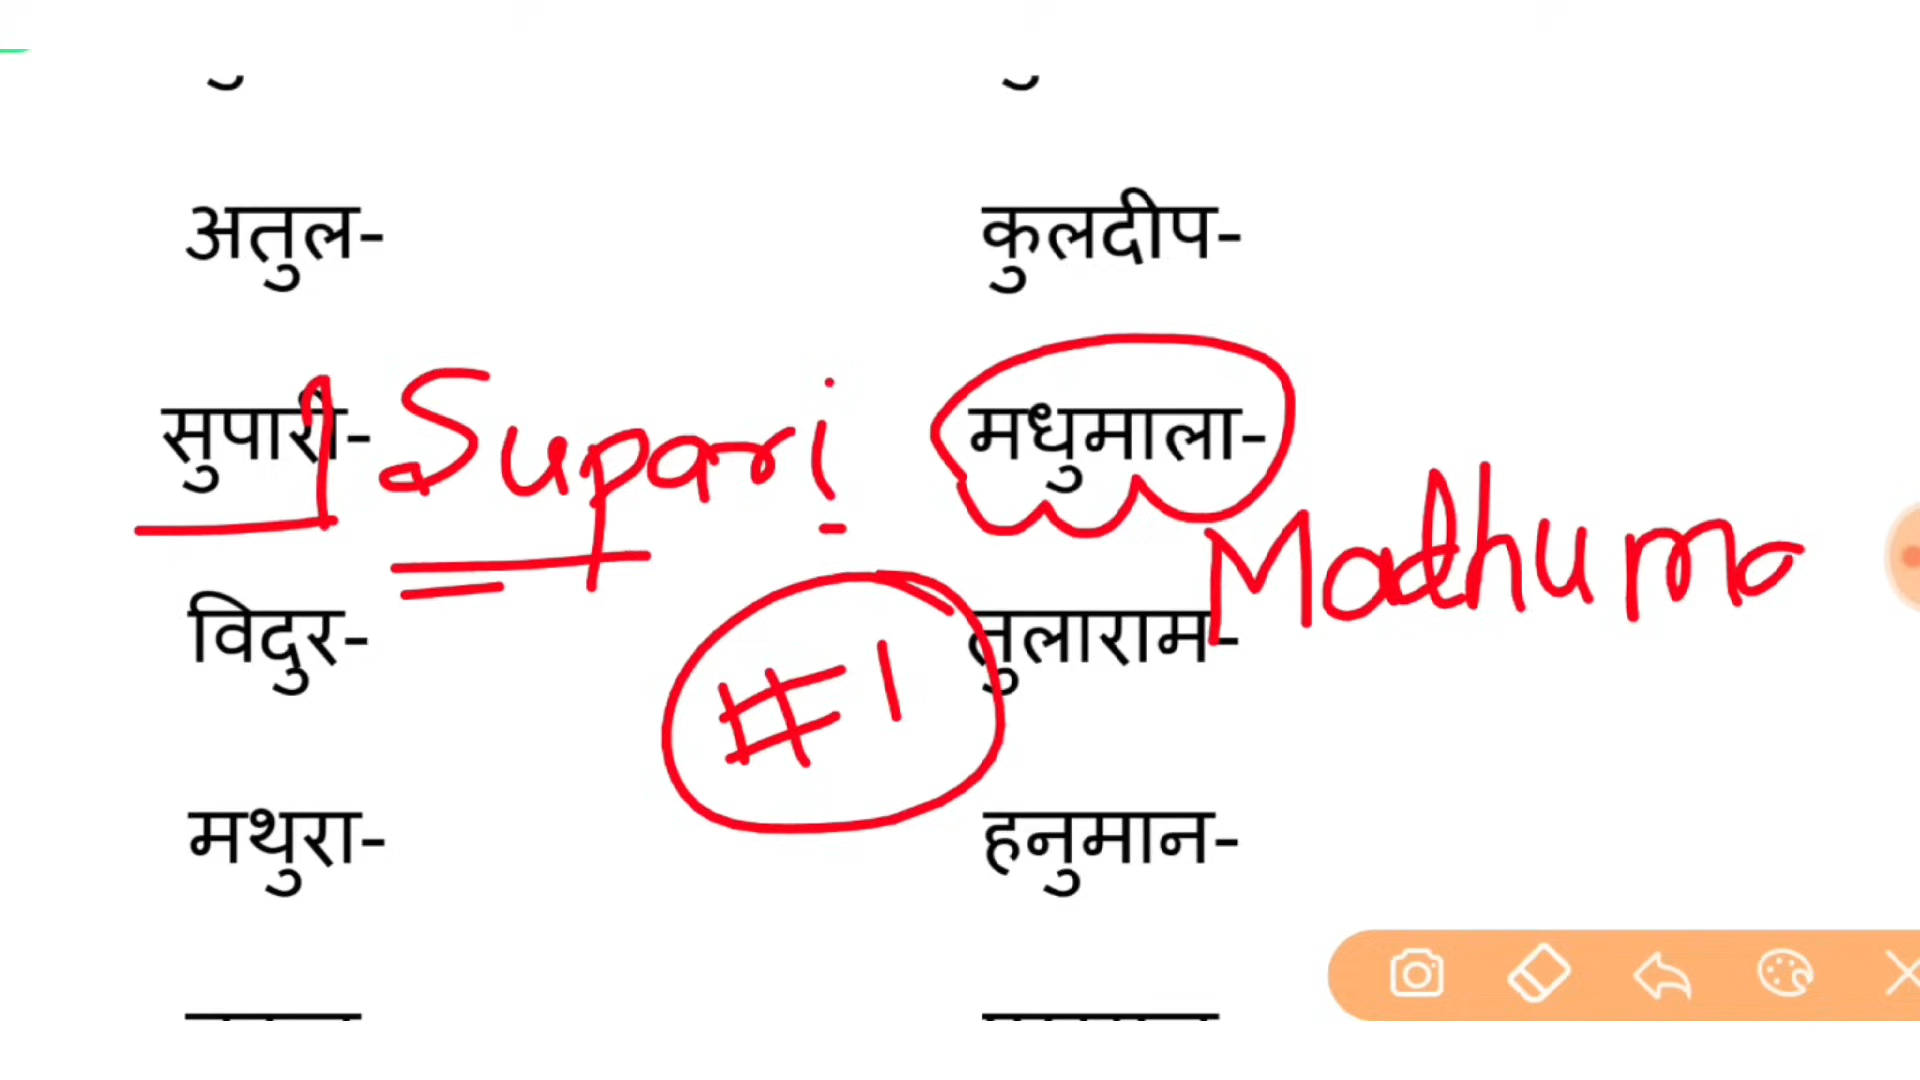 अतुल- कुलदीप-
सुपारी- Supari मधुमाला-
Madhuma
विदुर- #1 तुलाराम-
मथुरा- हनुमान-